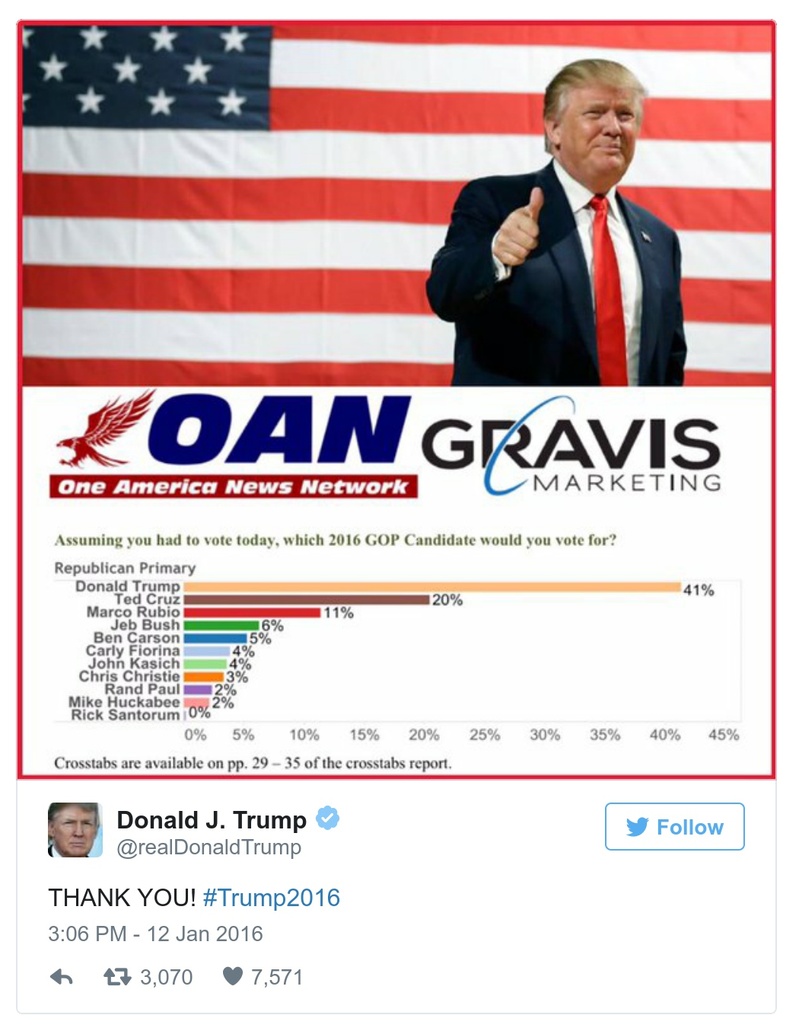 OAN
One America News Network
GRAVIS
MARKETING
Assuming you had to vote today, which 2016 GOP Candidate would you vote for?
Republican Primary
Donald Trump 41%
Ted Cruz 20%
Marco Rubio 11%
Jeb Bush 6%
Ben Carson 5%
Carly Fiorina 4%
John Kasich 4%
Chris Christie 3%
Rand Paul 2%
Mike Huckabee 2%
Rick Santorum 0%
0% 5% 10% 15% 20% 25% 30% 35% 40% 45%
Crosstabs are available on pp. 29 – 35 of the crosstabs report.
Donald J. Trump
@realDonaldTrump
Follow
THANK YOU! #Trump2016
3:06 PM - 12 Jan 2016
3,070 7,571